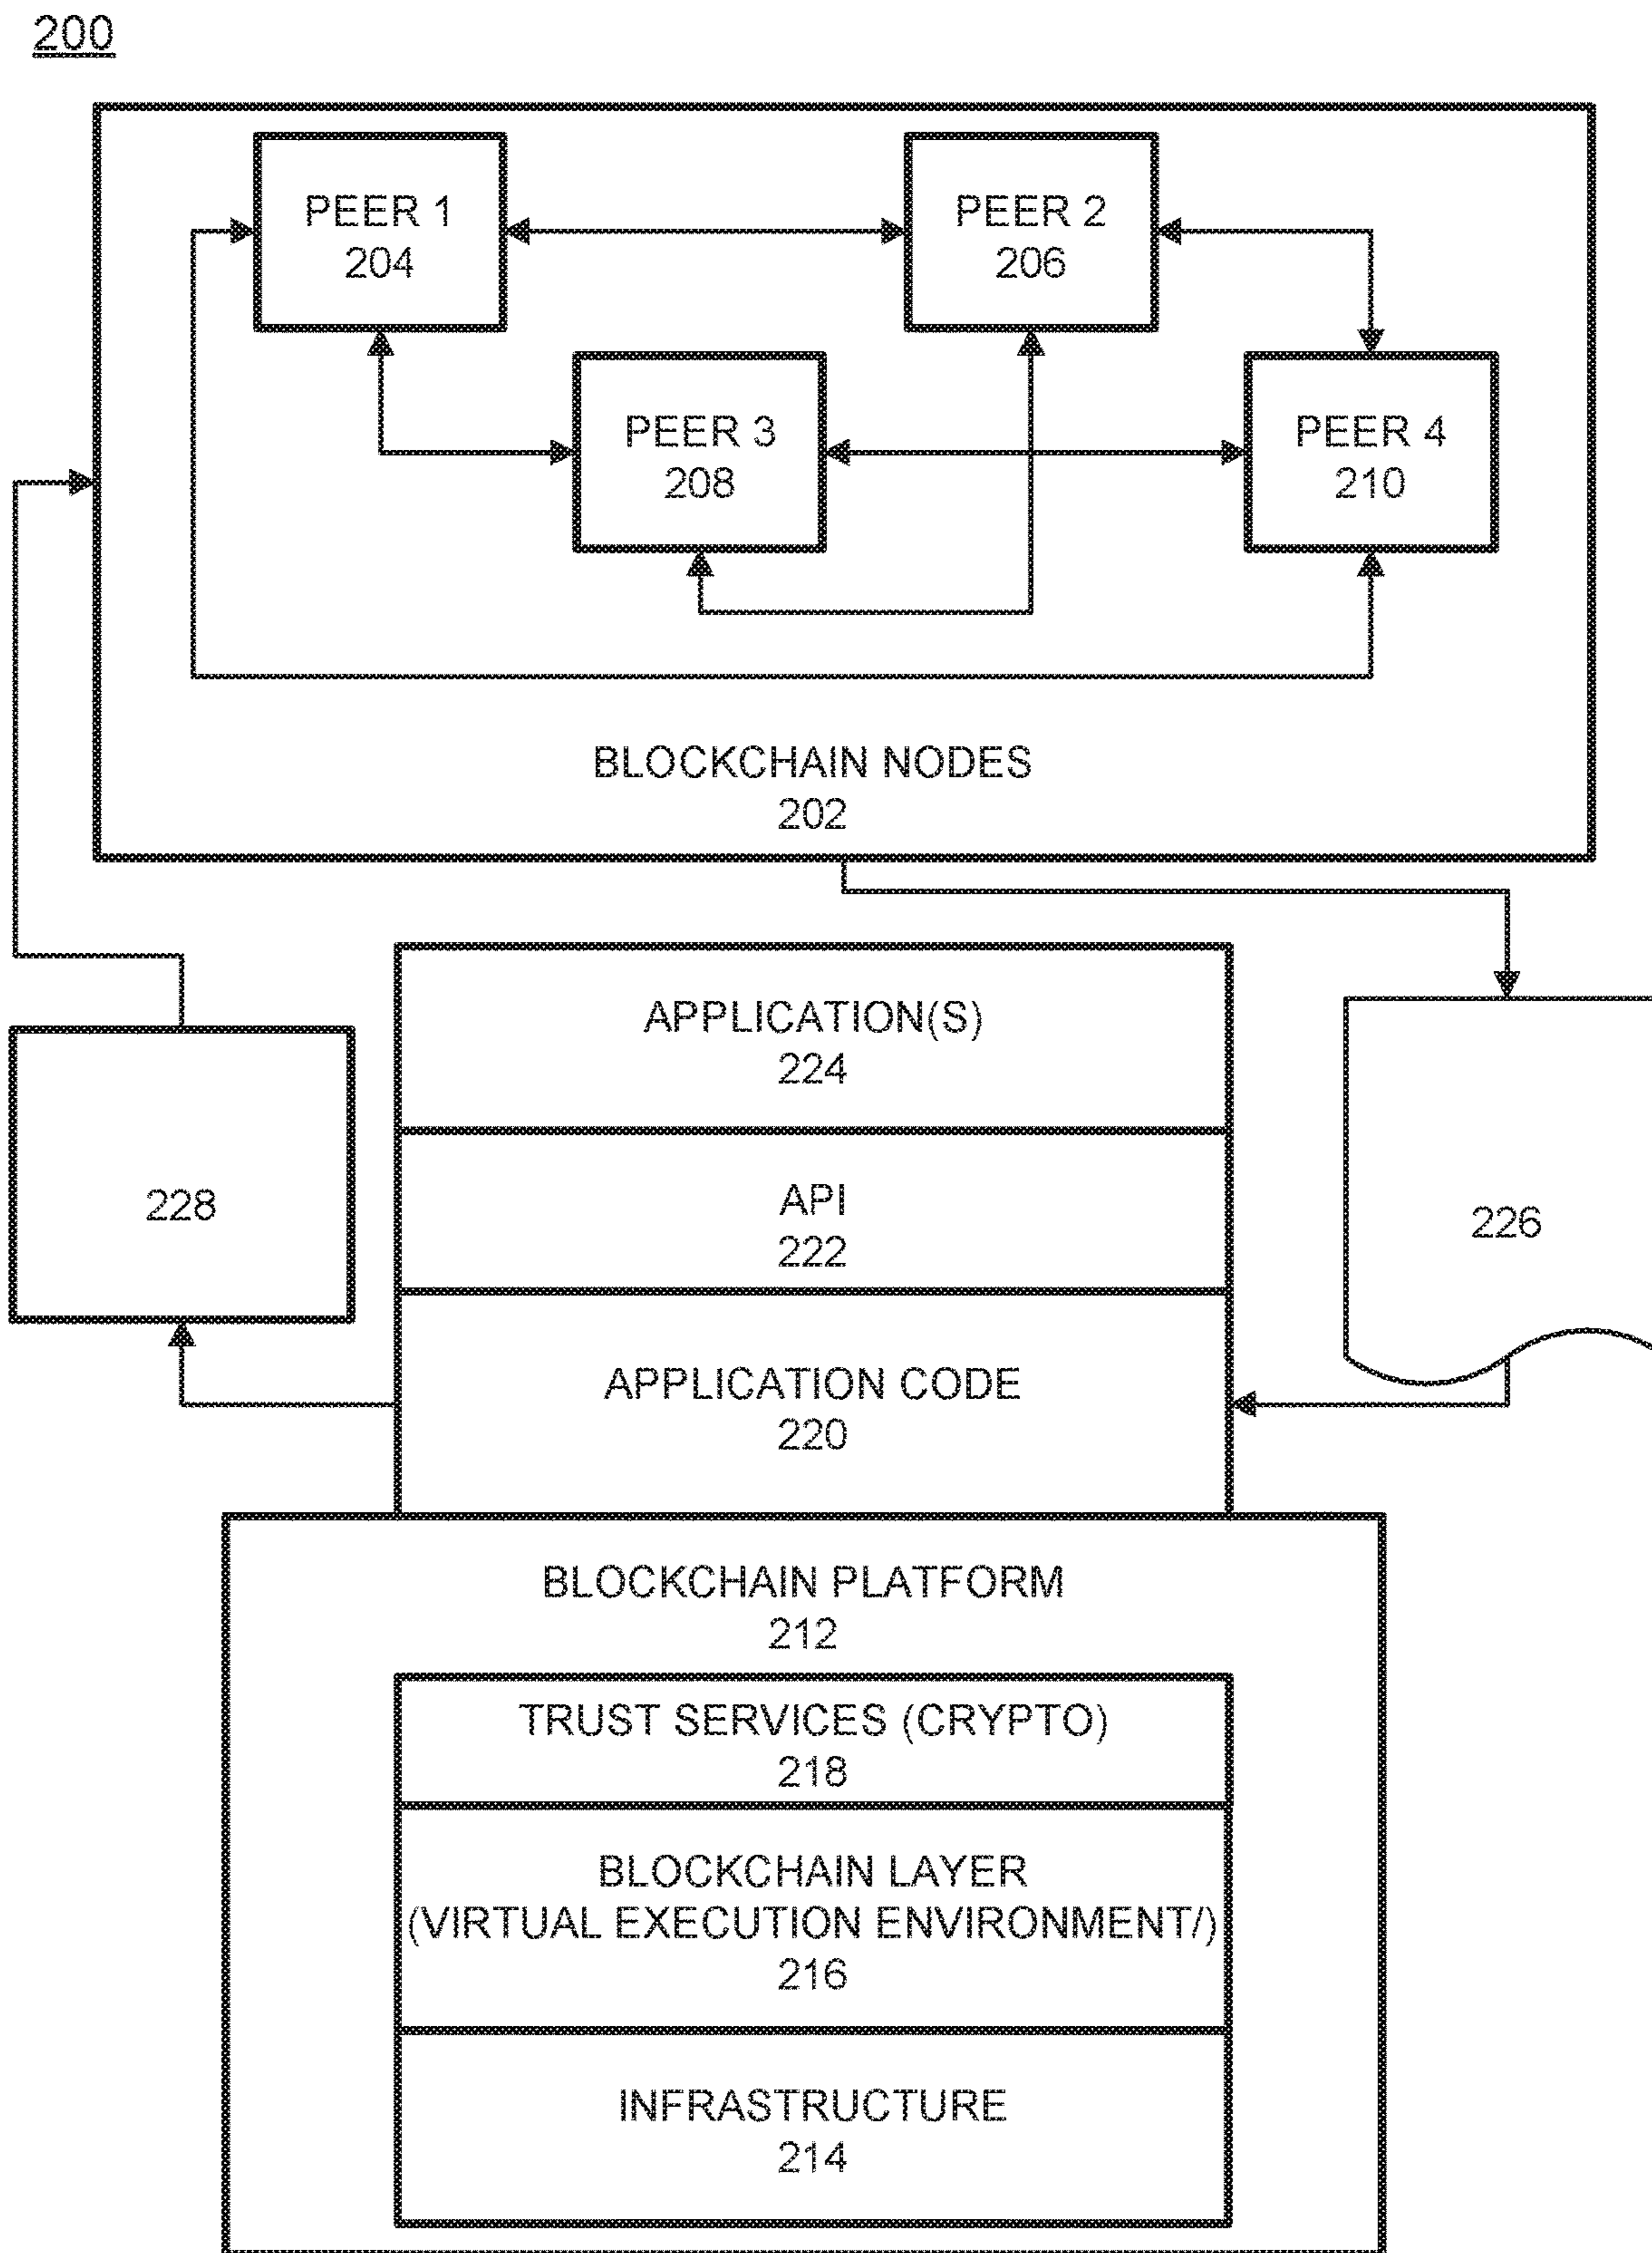 200
PEER 1
204
PEER 2
206
PEER 3
208
PEER 4
210
BLOCKCHAIN NODES
202
APPLICATION(S)
224
API
222
228
226
APPLICATION CODE
220
BLOCKCHAIN PLATFORM
212
TRUST SERVICES (CRYPTO)
218
BLOCKCHAIN LAYER
(VIRTUAL EXECUTION ENVIRONMENT/)
216
INFRASTRUCTURE
214